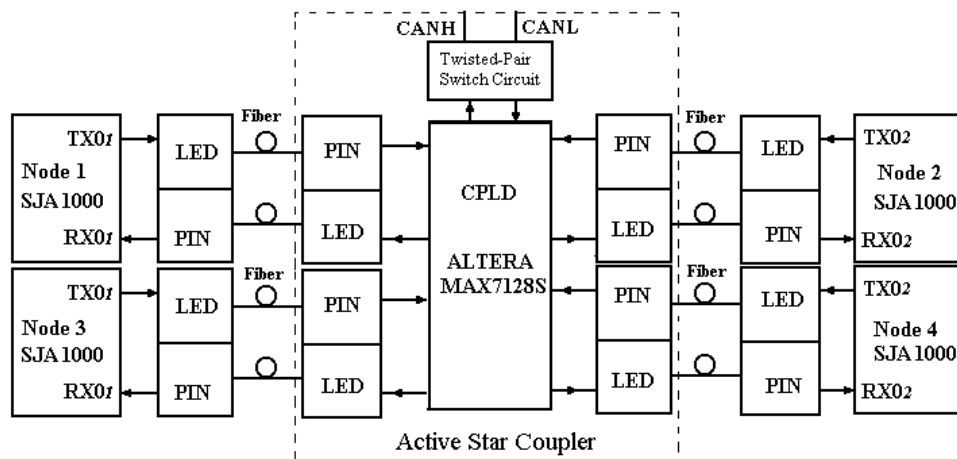 CANH CANL
Twisted-Pair
Switch Circuit
TX01
Node 1
SJA1000
RX01
LED
PIN
Fiber
PIN
LED
CPLD
ALTERA
MAX7128S
PIN
LED
Fiber
LED
PIN
TX02
Node 2
SJA1000
RX02
TX01
Node 3
SJA1000
RX01
LED
PIN
Fiber
PIN
LED
PIN
LED
Fiber
LED
PIN
TX02
Node 4
SJA1000
RX02
Active Star Coupler